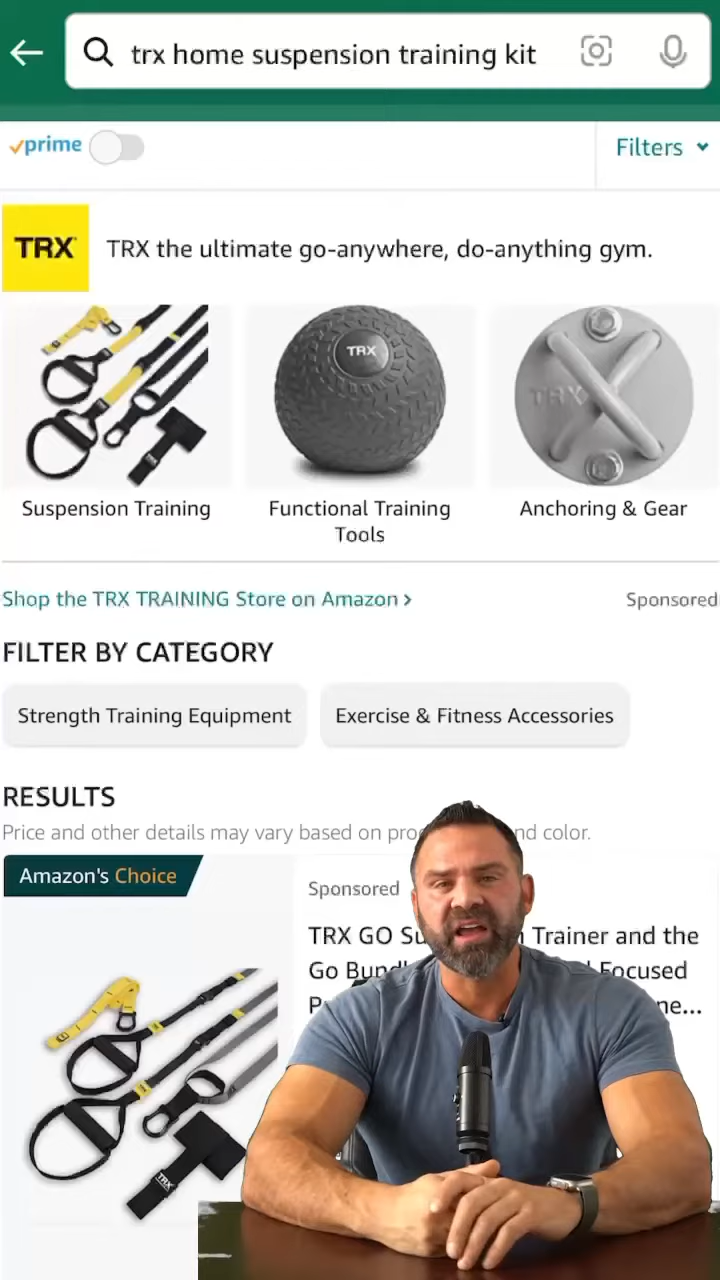 trx home suspension training kit
prime
Filters
TRX
TRX the ultimate go-anywhere, do-anything gym.
TRX
TRX
Suspension Training
Functional Training
Tools
Anchoring & Gear
Shop the TRX TRAINING Store on Amazon ›
Sponsored
FILTER BY CATEGORY
Strength Training Equipment
Exercise & Fitness Accessories
RESULTS
Price and other details may vary based on
nd color.
Amazon's Choice
Sponsored
TRX GO
Trainer and the
Go
Focused
TRX